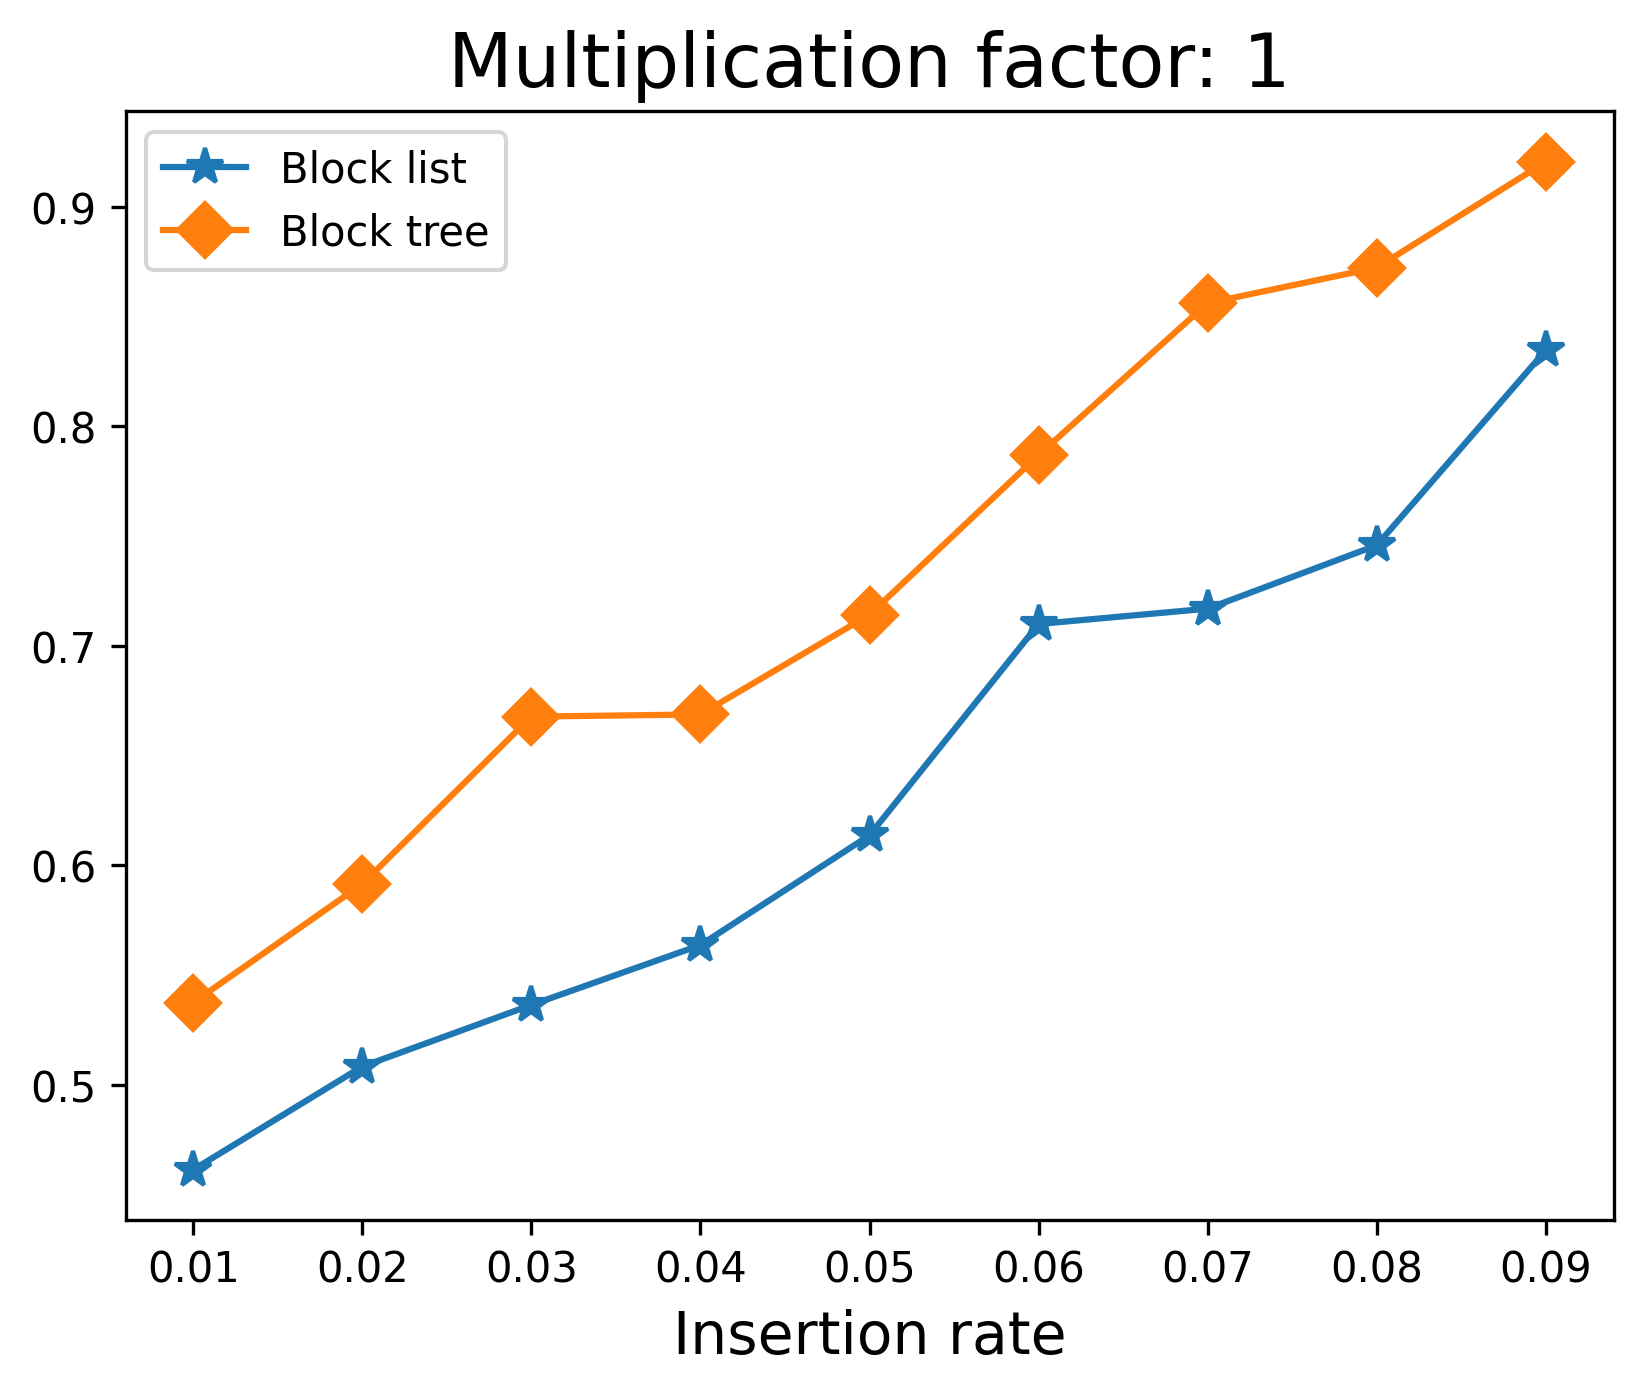 Multiplication factor: 1
Block list
Block tree
0.9
0.8
0.7
0.6
0.5
0.01 0.02 0.03 0.04 0.05 0.06 0.07 0.08 0.09
Insertion rate